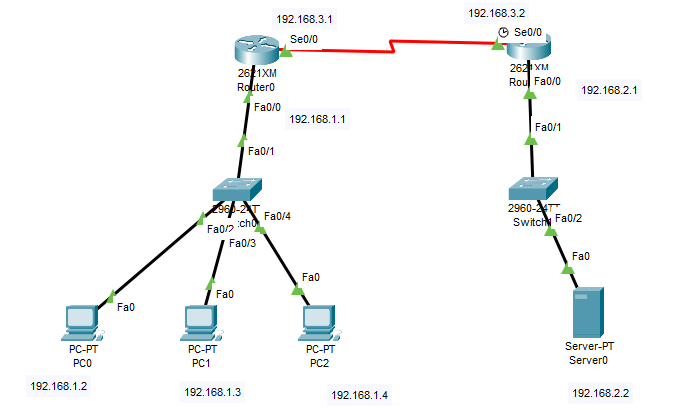 192.168.3.1
192.168.3.2
Se0/0
Se0/0
2621XM
Router0
2621XM
Fa0/0
Fa0/0
192.168.2.1
192.168.1.1
Fa0/1
Fa0/1
Fa0/4
Fa0/2
Fa0/3
Switch1
Fa0/2
Fa0
Fa0
Fa0
Fa0
PC-PT
PC0
PC-PT
PC1
PC-PT
PC2
Server-PT
Server0
192.168.1.2
192.168.1.3
192.168.1.4
192.168.2.2